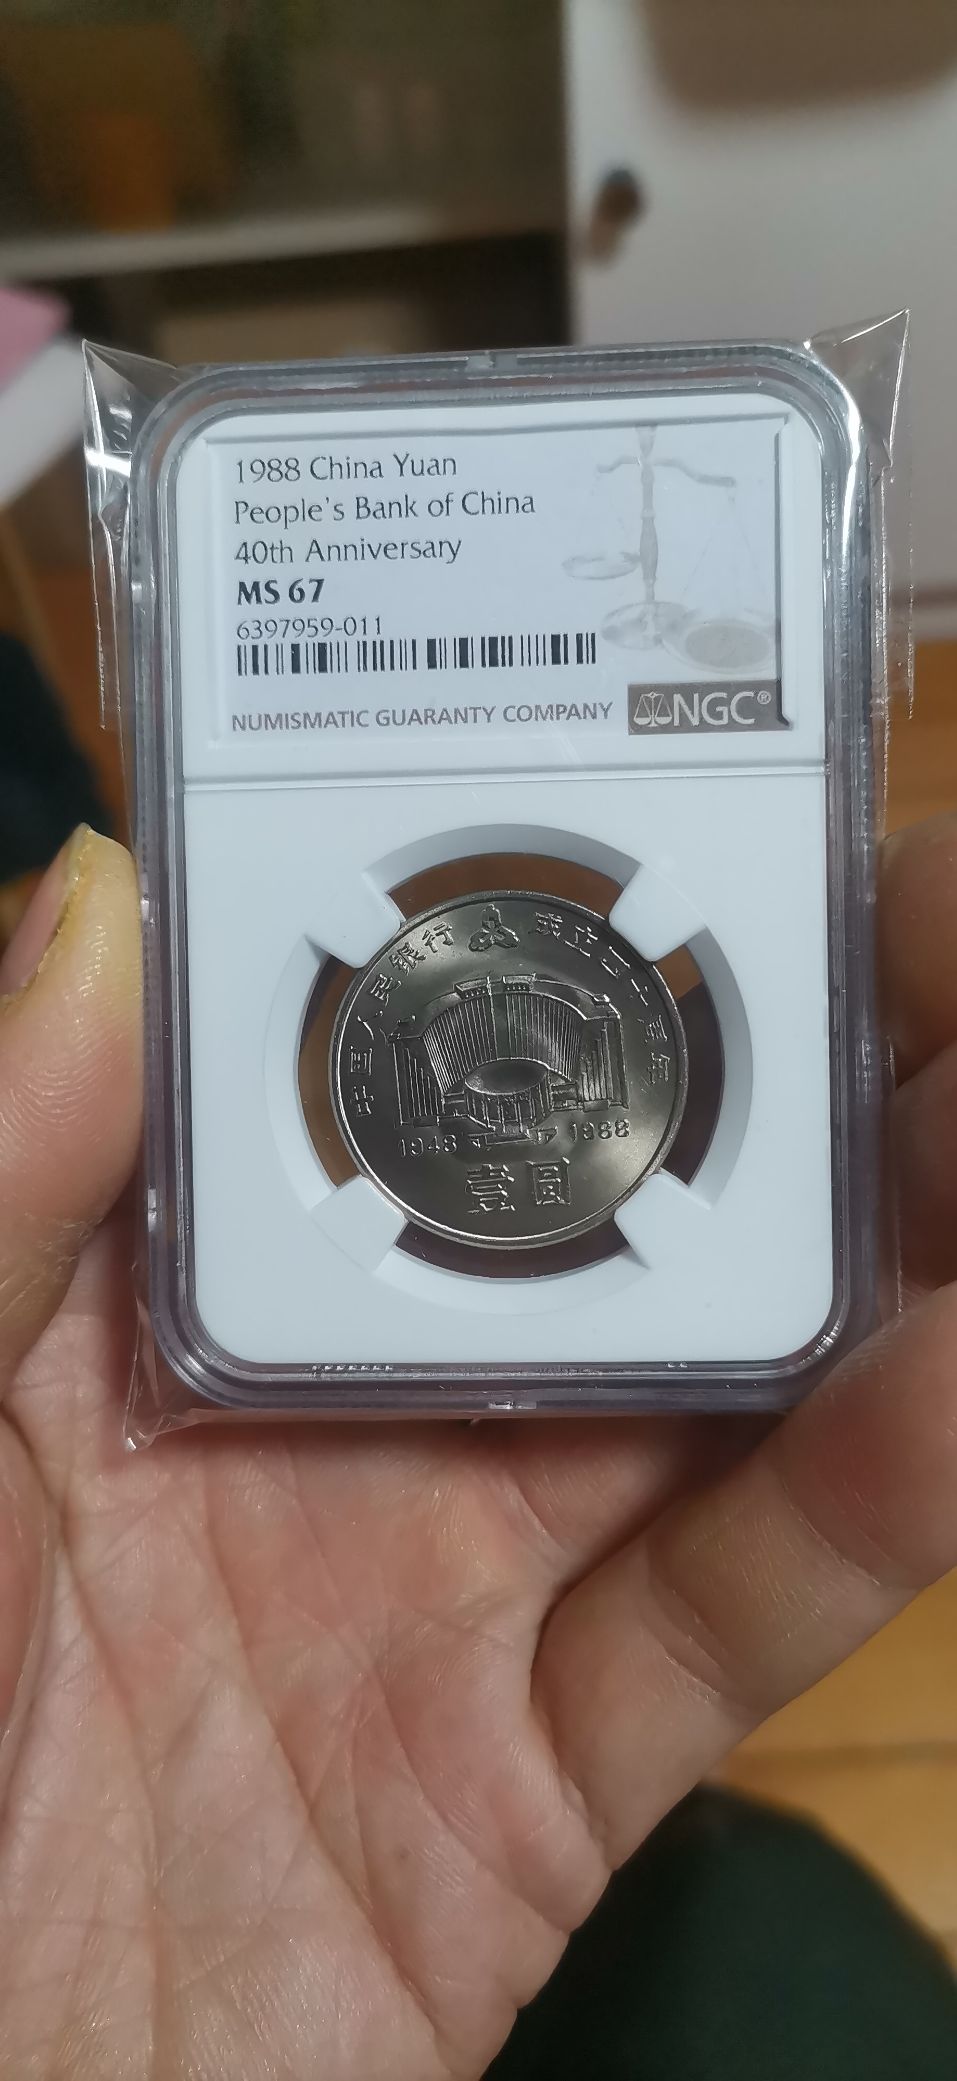 1988 China Yuan
People's Bank of China
40th Anniversary
MS 67
6397959-011
NUMISMATIC GUARANTY COMPANY
NGC®
中国人民银行 成立四十周年
1948 1988
壹圆